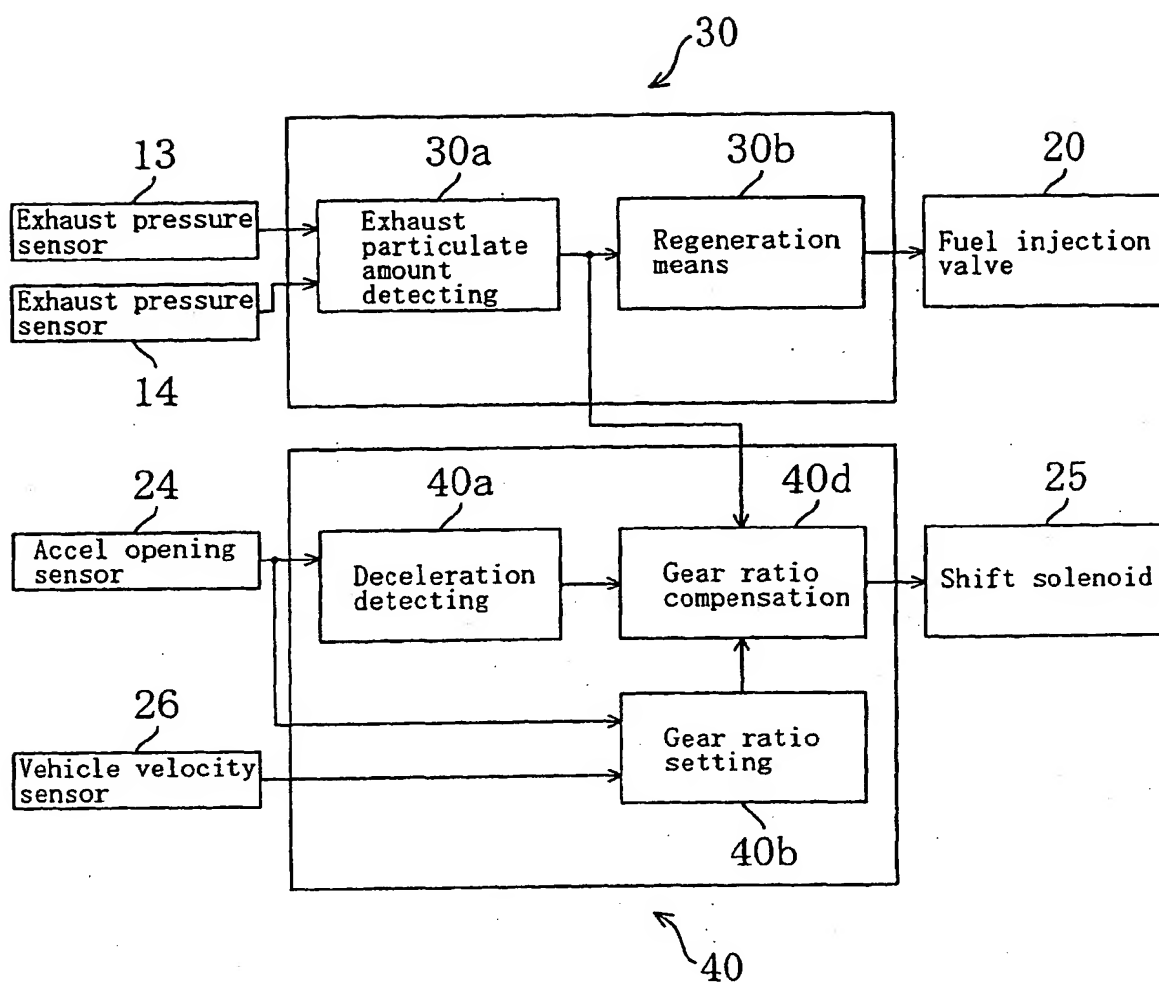 30
13
30a
30b
20
Exhaust pressure
sensor
Exhaust
particulate
amount
detecting
Regeneration
means
Fuel injection
valve
Exhaust pressure
sensor
14
24
40a
40d
25
Accel opening
sensor
Deceleration
detecting
Gear ratio
compensation
Shift solenoid
26
Vehicle velocity
sensor
Gear ratio
setting
40b
40